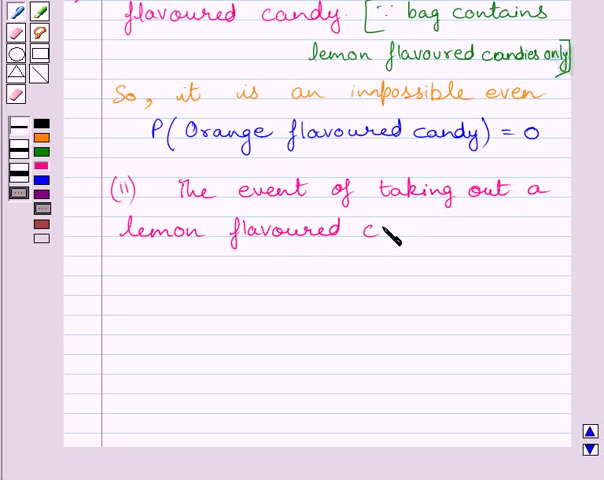 flavoured candy. [∵ bag contains
lemon flavoured candies only]
So, it is an impossible even
P(Orange flavoured candy) = 0
(ii) The event of taking out a
lemon flavoured c